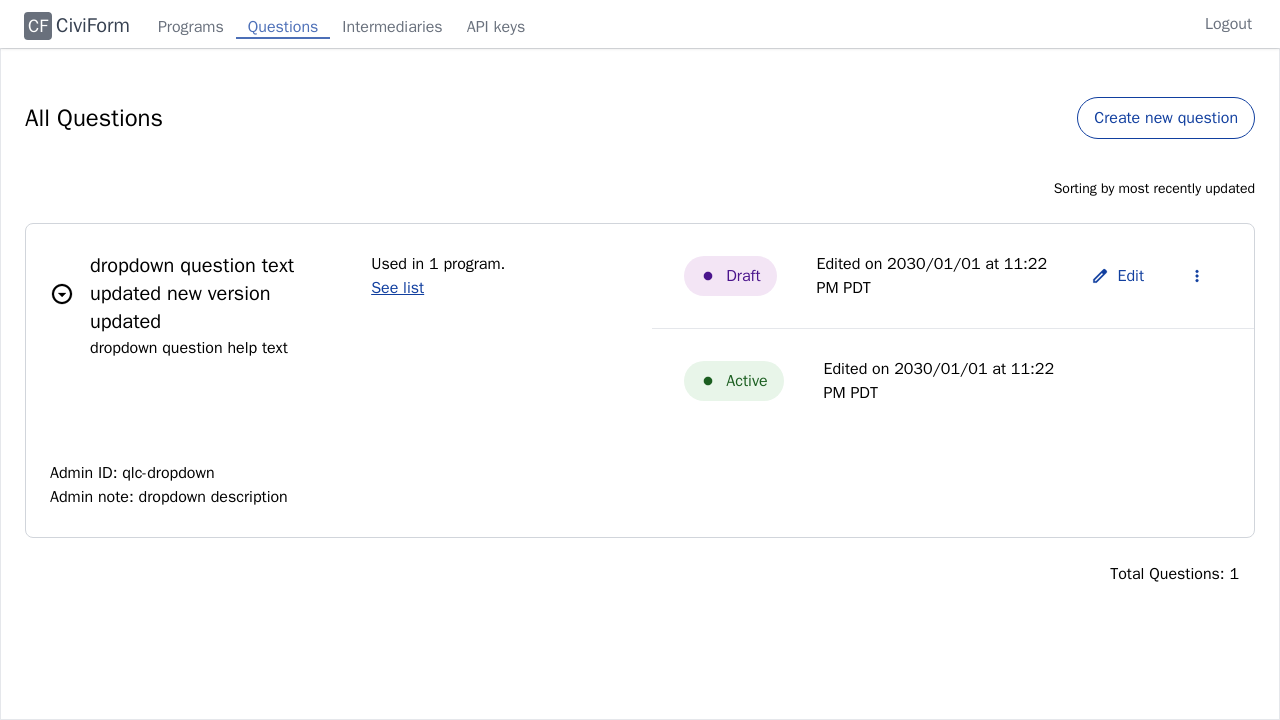 CF CiviForm Programs Questions Intermediaries API keys Logout
All Questions
Create new question
Sorting by most recently updated
dropdown question text
updated new version
updated
dropdown question help text
Used in 1 program.
See list
Draft
Edited on 2030/01/01 at 11:22
PM PDT
Edit
Active
Edited on 2030/01/01 at 11:22
PM PDT
Admin ID: qlc-dropdown
Admin note: dropdown description
Total Questions: 1